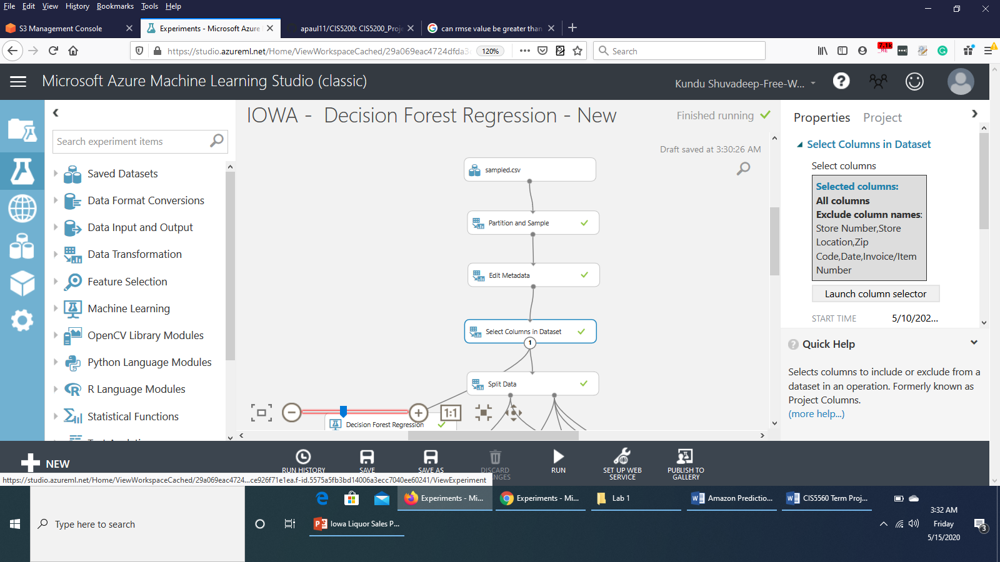 File Edit View History Bookmarks Tools Help
S3 Management Console
Experiments - Microsoft Azure
apaul11/CIS5200: CIS5200_Proje
can rmse value be greater than
https://studio.azureml.net/Home/ViewWorkspaceCached/29a069eac4724dfda3
120%
Search
7.1k
ME
Microsoft Azure Machine Learning Studio (classic)
Kundu Shuvadeep-Free-W...
IOWA - Decision Forest Regression - New
Finished running
Draft saved at 3:30:26 AM
Search experiment items
Saved Datasets
Data Format Conversions
Data Input and Output
Data Transformation
Feature Selection
Machine Learning
OpenCV Library Modules
Python Language Modules
R Language Modules
Statistical Functions
sampled.csv
Partition and Sample
Edit Metadata
Select Columns in Dataset
1
Split Data
Decision Forest Regression
1:1
Properties Project
Select Columns in Dataset
Select columns
Selected columns:
All columns
Exclude column names:
Store Number,Store
Location,Zip
Code,Date,Invoice/Item
Number
Launch column selector
START TIME 5/10/202...
Quick Help
Selects columns to include or exclude from a
dataset in an operation. Formerly known as
Project Columns.
(more help...)
NEW
RUN HISTORY
SAVE
SAVE AS
DISCARD
RUN
SET UP WEB
SERVICE
PUBLISH TO
GALLERY
https://studio.azureml.net/Home/ViewWorkspaceCached/29a069eac4724...ce926f71e1ea.f-id.5575a5fb3bd14006a3ecc7040ee60241/ViewExperiment
Experiments - Mi...
Experiments - Mi...
Lab 1
Amazon Predictio...
CIS5560 Term Proj...
Type here to search
Iowa Liquor Sales P...
3:32 AM
Friday
5/15/2020
3